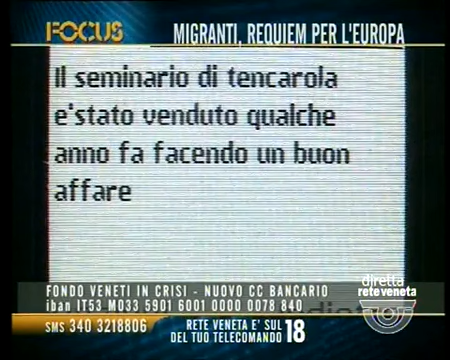 FOCUS
MIGRANTI, REQUIEM PER L'EUROPA
Il seminario di tencarola
e'stato venduto qualche
anno fa facendo un buon
affare
FONDO VENETI IN CRISI - NUOVO CC BANCARIO
iban IT53 M033 5901 6001 0000 0078 840
diretta
reteveneta
SMS 340 3218806
RETE VENETA E' SUL
DEL TUO TELECOMANDO 18